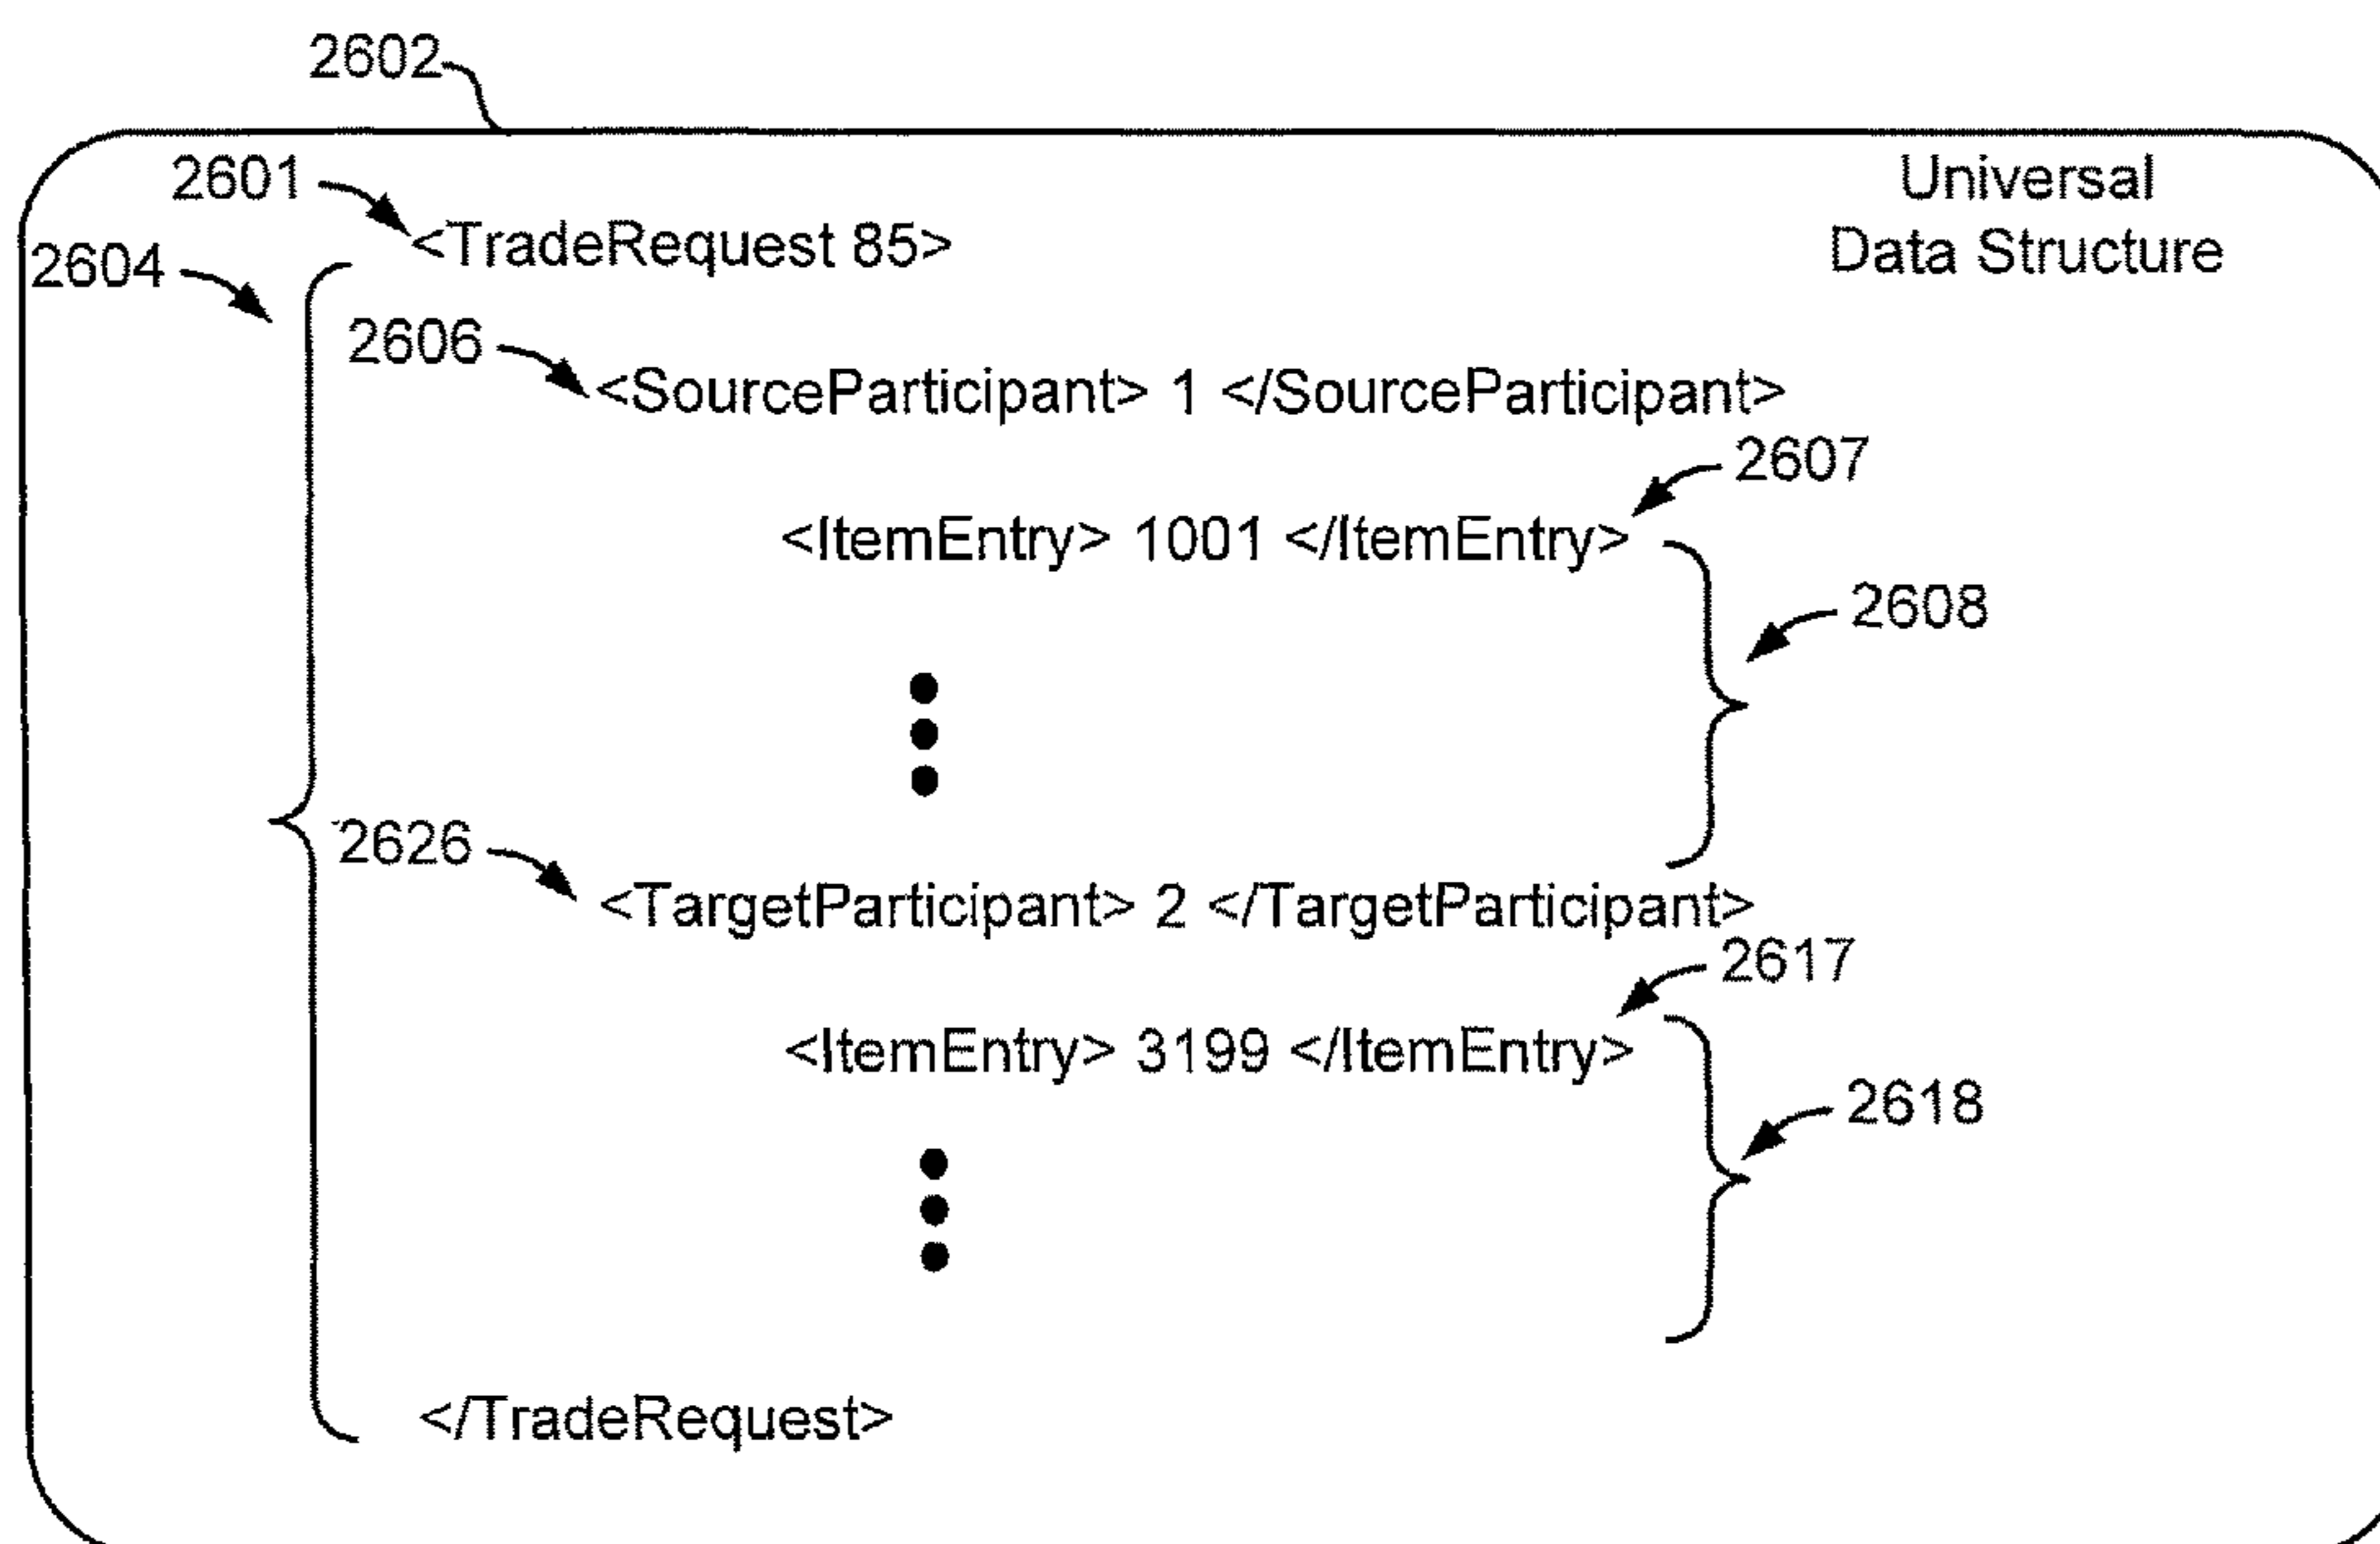 2602
2601
Universal
<TradeRequest 85>
Data Structure
2604
2606
<SourceParticipant> 1 </SourceParticipant>
2607
<ItemEntry> 1001 </ItemEntry>
2608
2626
<TargetParticipant> 2 </TargetParticipant>
2617
<ItemEntry> 3199 </ItemEntry>
2618
</TradeRequest>